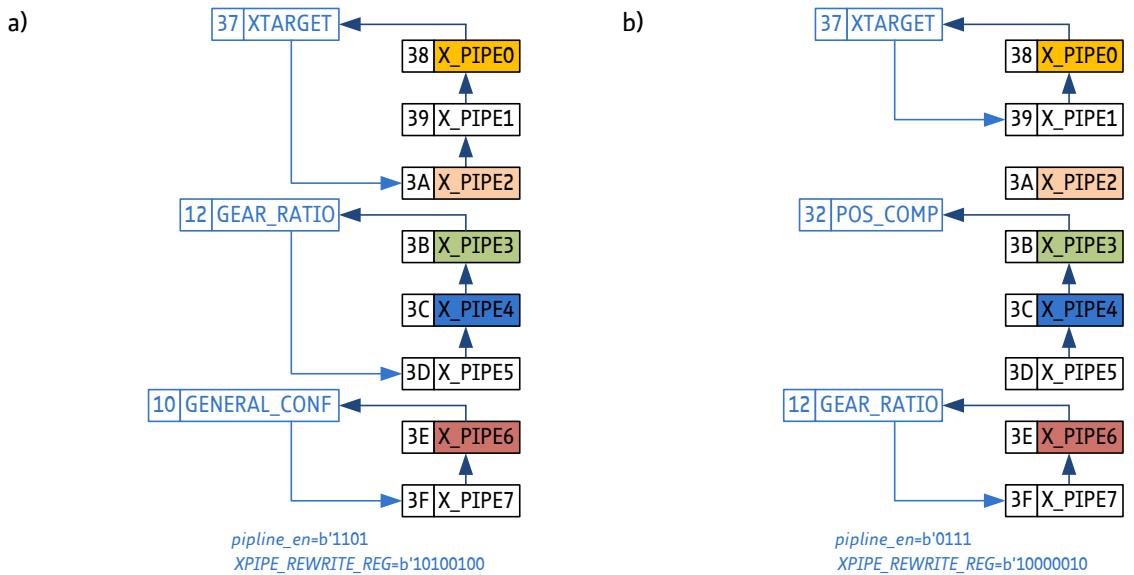 a)
37 XTARGET
38 X_PIPE0
39 X_PIPE1
3A X_PIPE2
12 GEAR_RATIO
3B X_PIPE3
3C X_PIPE4
3D X_PIPE5
10 GENERAL_CONF
3E X_PIPE6
3F X_PIPE7
pipline_en=b'1101
XPIPE_REWRITE_REG=b'10100100
b)
37 XTARGET
38 X_PIPE0
39 X_PIPE1
3A X_PIPE2
32 POS_COMP
3B X_PIPE3
3C X_PIPE4
3D X_PIPE5
12 GEAR_RATIO
3E X_PIPE6
3F X_PIPE7
pipline_en=b'0111
XPIPE_REWRITE_REG=b'10000010